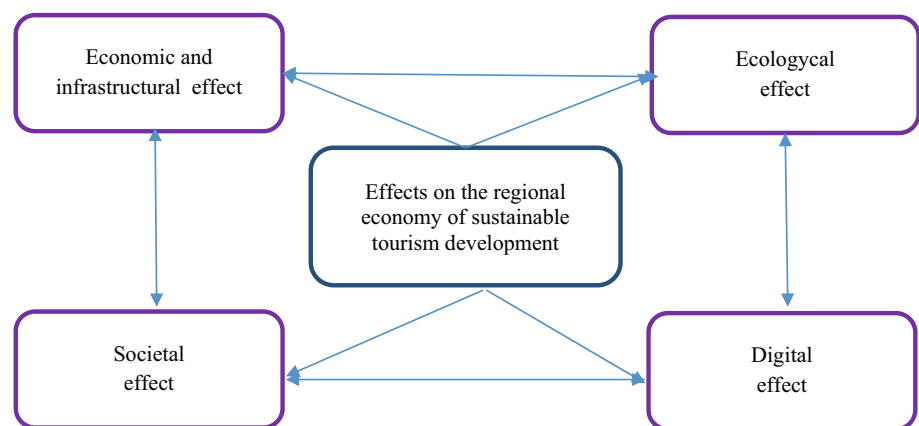 Economic and
infrastructural effect
Ecologycal
effect
Effects on the regional
economy of sustainable
tourism development
Societal
effect
Digital
effect